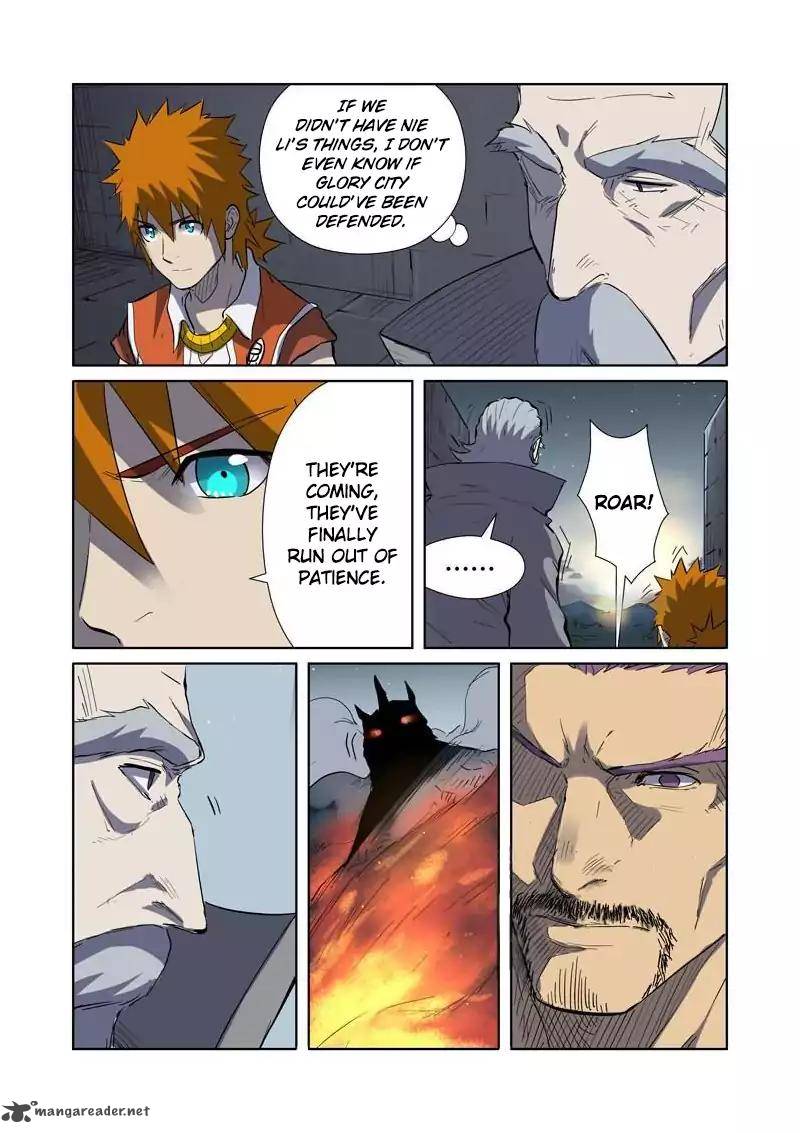 IF WE
DIDN'T HAVE NIE
LI'S THINGS, I DON'T
EVEN KNOW IF
GLORY CITY
COULD'VE BEEN
DEFENDED.
THEY'RE
COMING,
THEY'VE
FINALLY
RUN OUT OF
PATIENCE.
ROAR!
......
mangareader.net